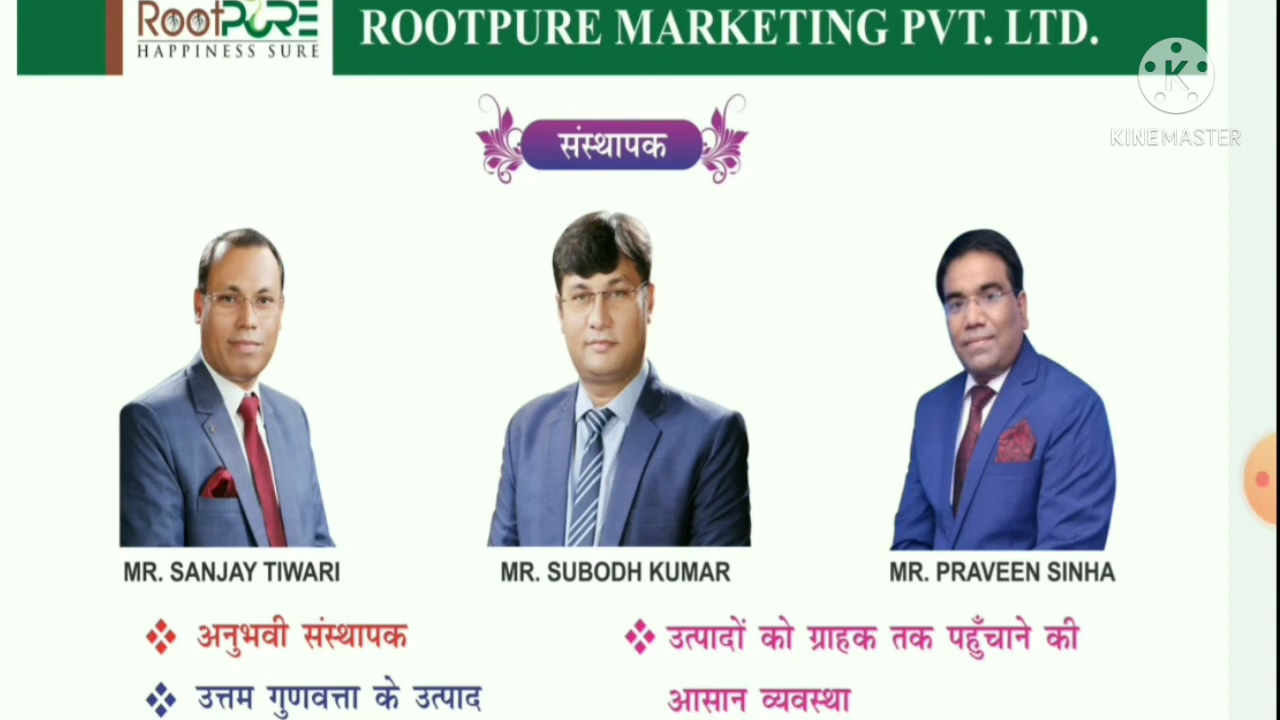 RootPURE
HAPPINESS SURE
ROOTPURE MARKETING PVT. LTD.
K
KINEMASTER
संस्थापक
MR. SANJAY TIWARI
MR. SUBODH KUMAR
MR. PRAVEEN SINHA
अनुभवी संस्थापक
उत्तम गुणवत्ता के उत्पाद
उत्पादों को ग्राहक तक पहुँचाने की
आसान व्यवस्था